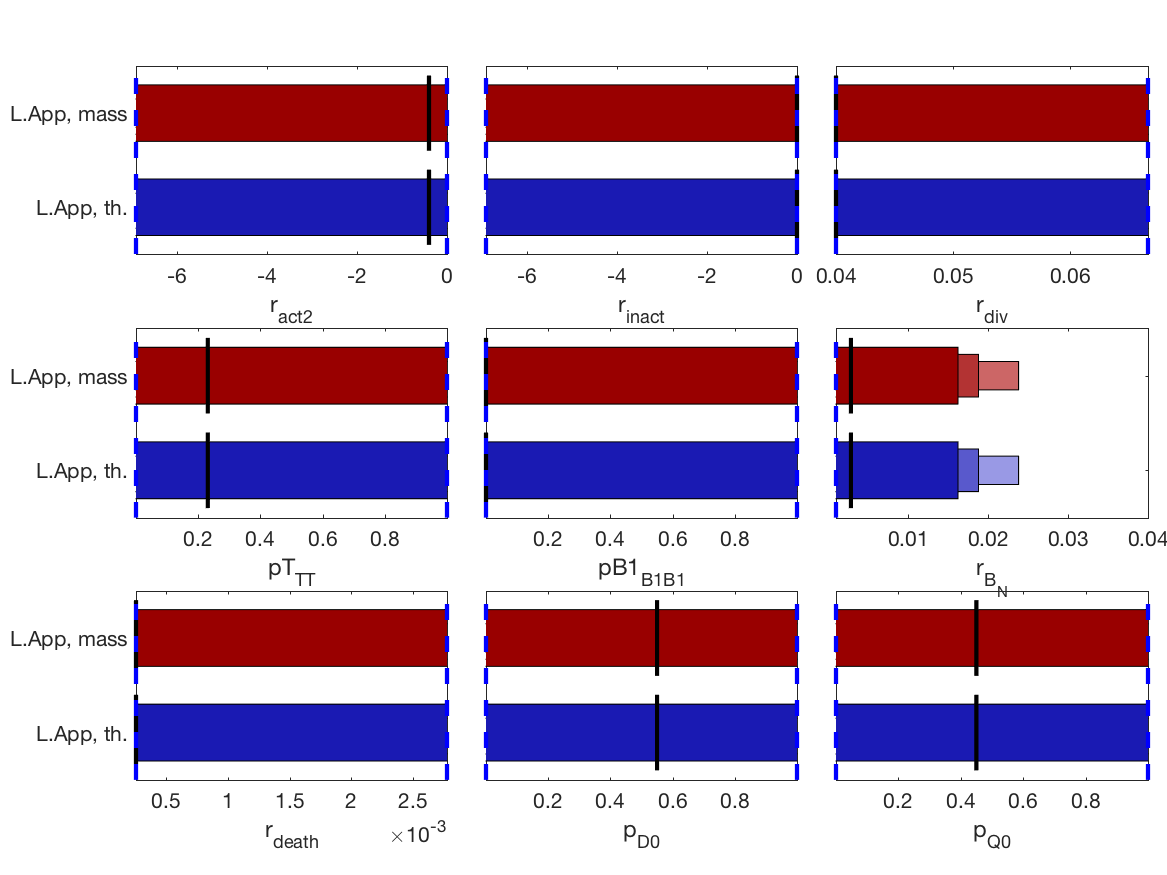 L.App, mass
L.App, th.
-6 -4 -2 0
r_act2
-6 -4 -2 0
r_inact
0.04 0.05 0.06
r_div
L.App, mass
L.App, th.
0.2 0.4 0.6 0.8
pT_TT
0.2 0.4 0.6 0.8
pB1_B1B1
0.01 0.02 0.03 0.04
r_B_N
L.App, mass
L.App, th.
0.5 1 1.5 2 2.5
×10^-3
r_death
0.2 0.4 0.6 0.8
p_D0
0.2 0.4 0.6 0.8
p_Q0